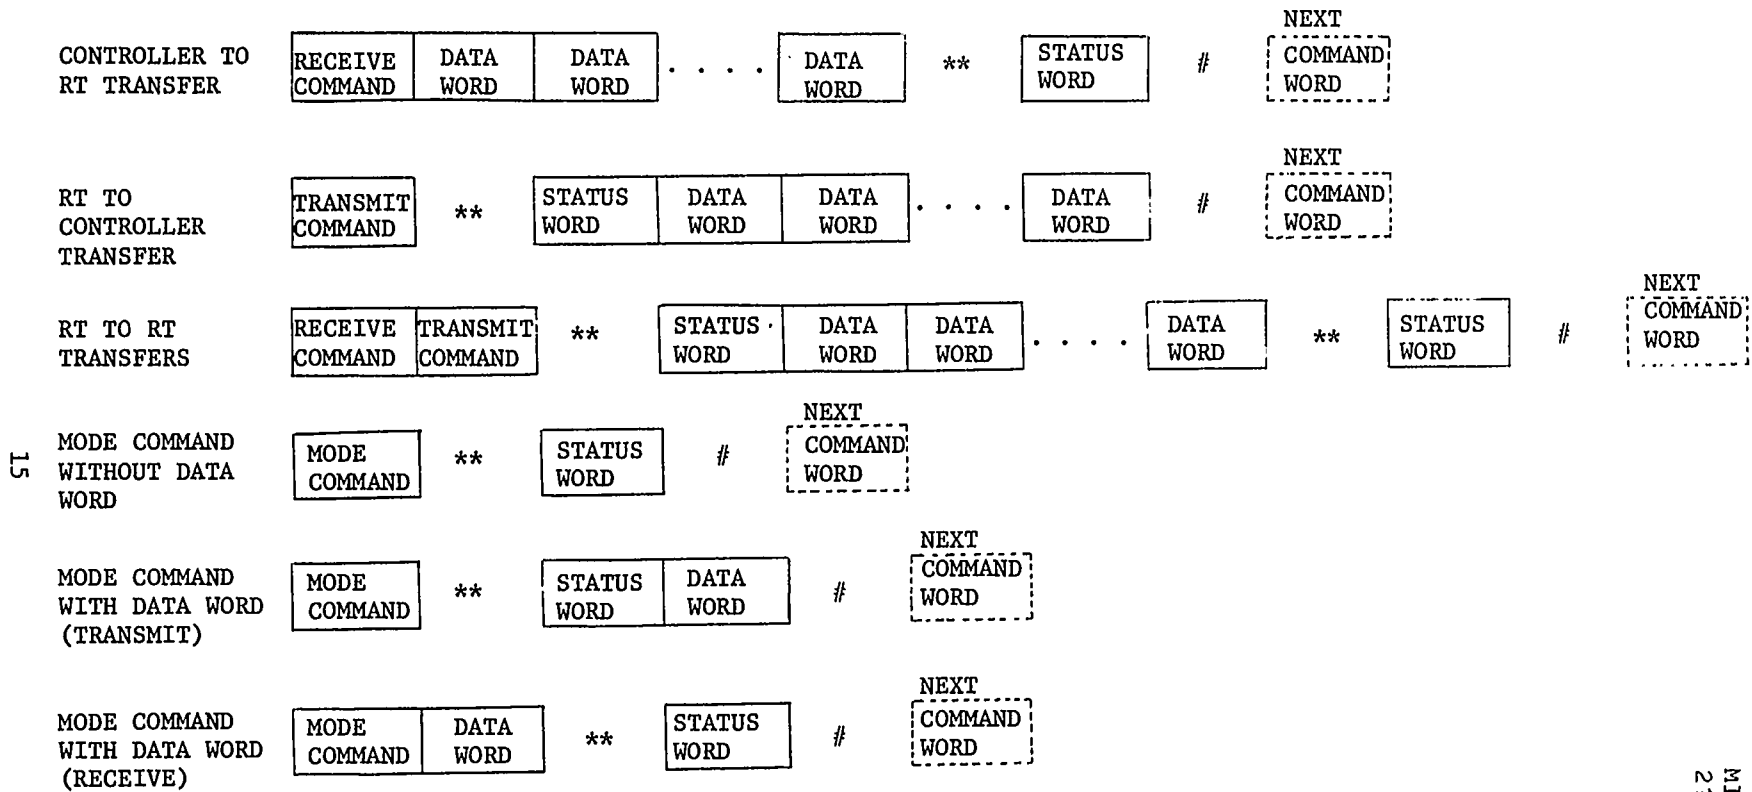 NEXT
CONTROLLER TO RT TRANSFER
RECEIVE COMMAND
DATA WORD
DATA WORD
. . . .
DATA WORD
**
STATUS WORD
#
COMMAND WORD
NEXT
RT TO CONTROLLER TRANSFER
TRANSMIT COMMAND
**
STATUS WORD
DATA WORD
DATA WORD
. . . .
DATA WORD
#
COMMAND WORD
NEXT
RT TO RT TRANSFERS
RECEIVE COMMAND
TRANSMIT COMMAND
**
STATUS WORD
DATA WORD
DATA WORD
. . . .
DATA WORD
**
STATUS WORD
#
COMMAND WORD
NEXT
MODE COMMAND WITHOUT DATA WORD
MODE COMMAND
**
STATUS WORD
#
COMMAND WORD
15
NEXT
MODE COMMAND WITH DATA WORD (TRANSMIT)
MODE COMMAND
**
STATUS WORD
DATA WORD
#
COMMAND WORD
NEXT
MODE COMMAND WITH DATA WORD (RECEIVE)
MODE COMMAND
DATA WORD
**
STATUS WORD
#
COMMAND WORD